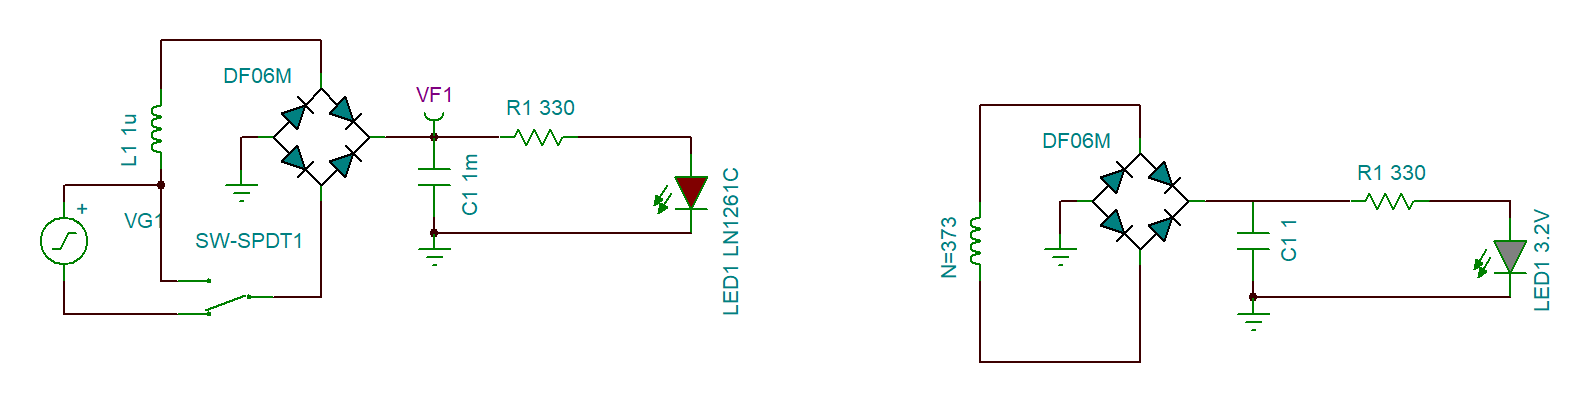 DF06M
VF1
R1 330
L1 1u
C1 1m
LED1 LN1261C
+
VG1
SW-SPDT1
DF06M
R1 330
N=373
C1 1
LED1 3.2V